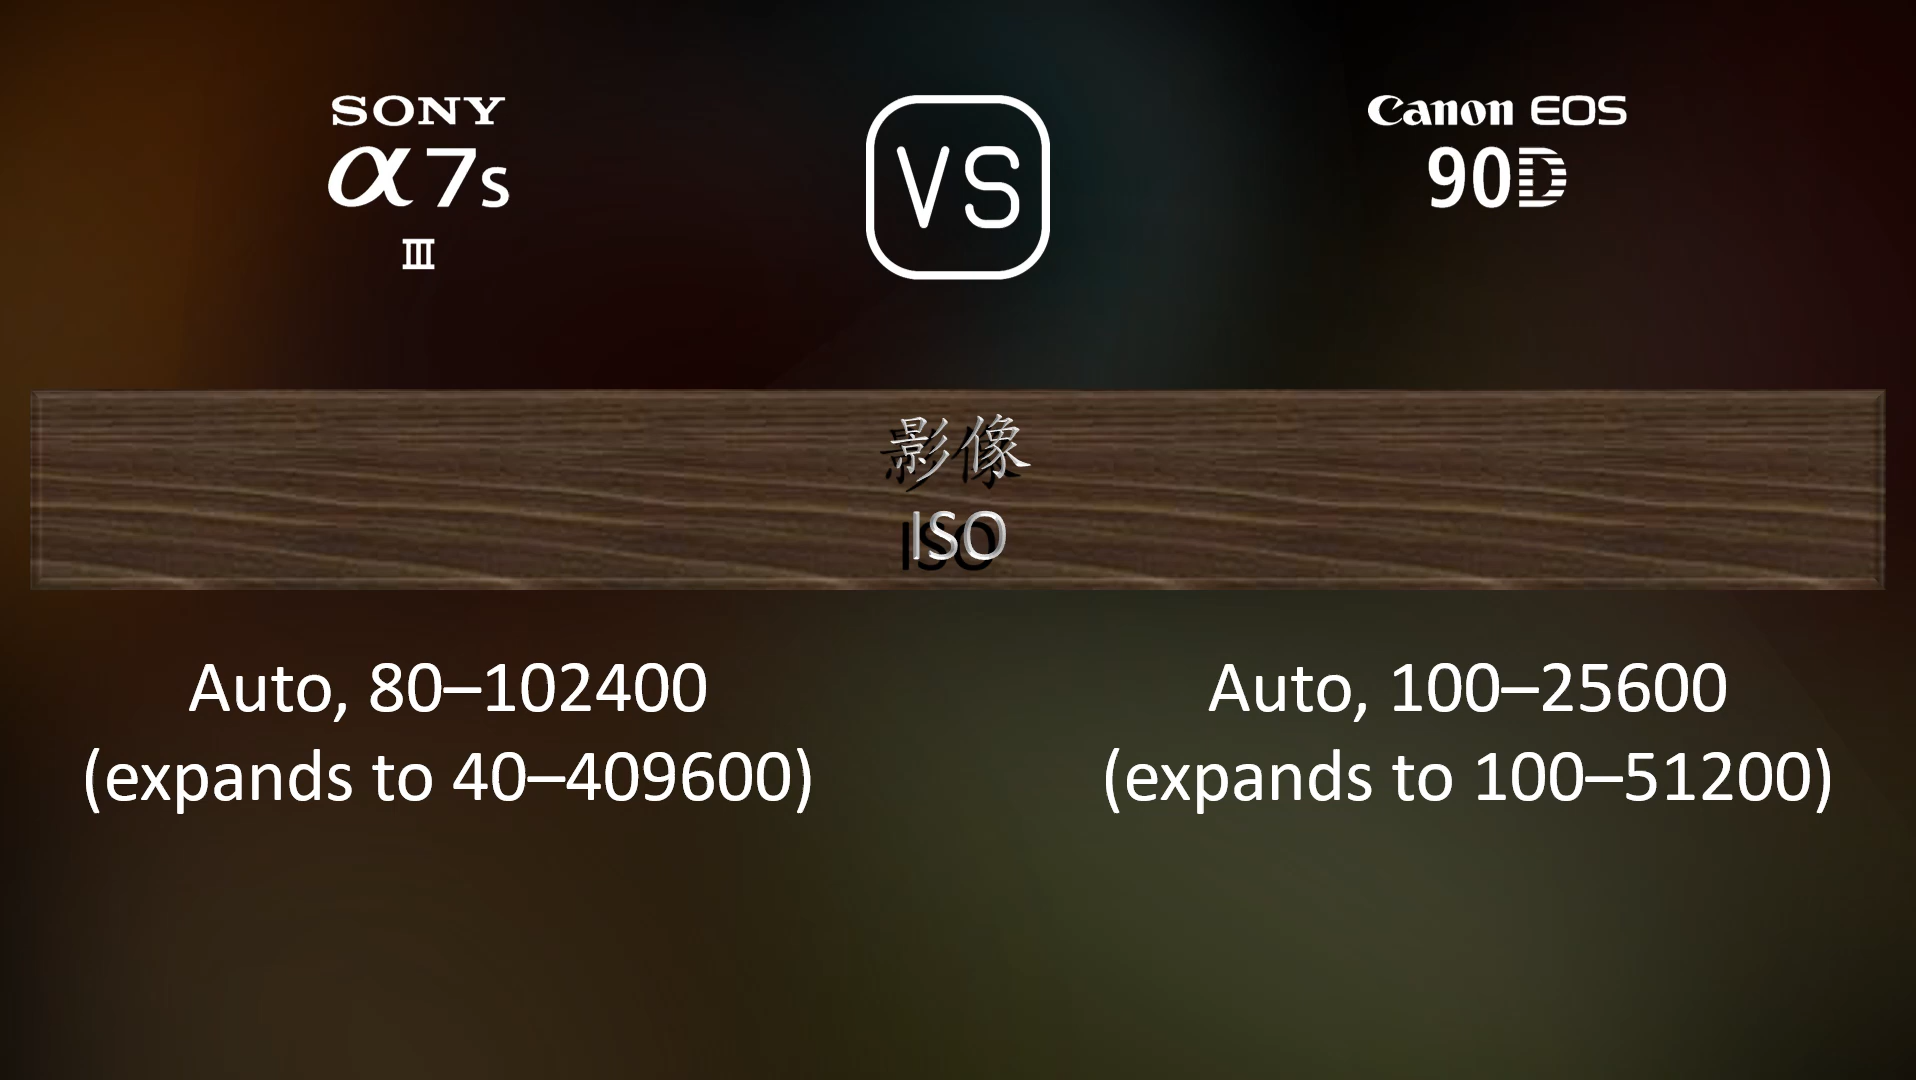 SONY
α7s
III
VS
Canon EOS
90D
影像
ISO
Auto, 80–102400
(expands to 40–409600)
Auto, 100–25600
(expands to 100–51200)